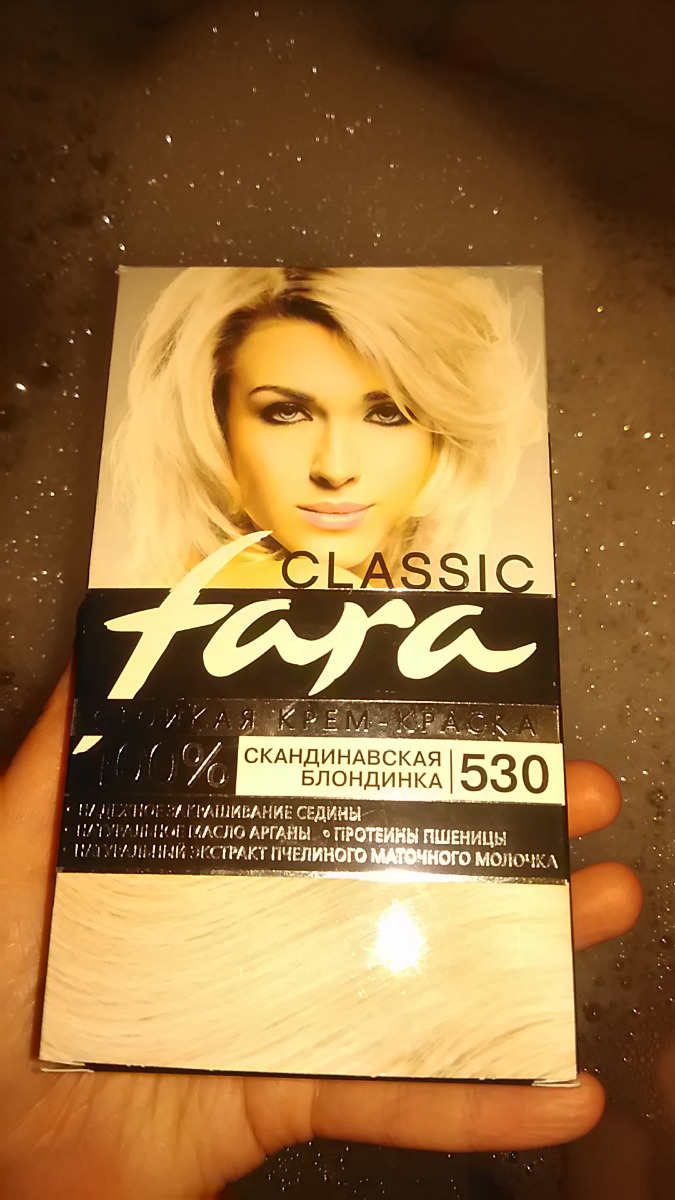 CLASSIC
fara
СТОЙКАЯ КРЕМ-КРАСКА
100%
СКАНДИНАВСКАЯ
БЛОНДИНКА
530
• НАДЕЖНОЕ ЗАКРАШИВАНИЕ СЕДИНЫ
• НАТУРАЛЬНОЕ МАСЛО АРГАНЫ • ПРОТЕИНЫ ПШЕНИЦЫ
• НАТУРАЛЬНЫЙ ЭКСТРАКТ ПЧЕЛИНОГО МАТОЧНОГО МОЛОЧКА